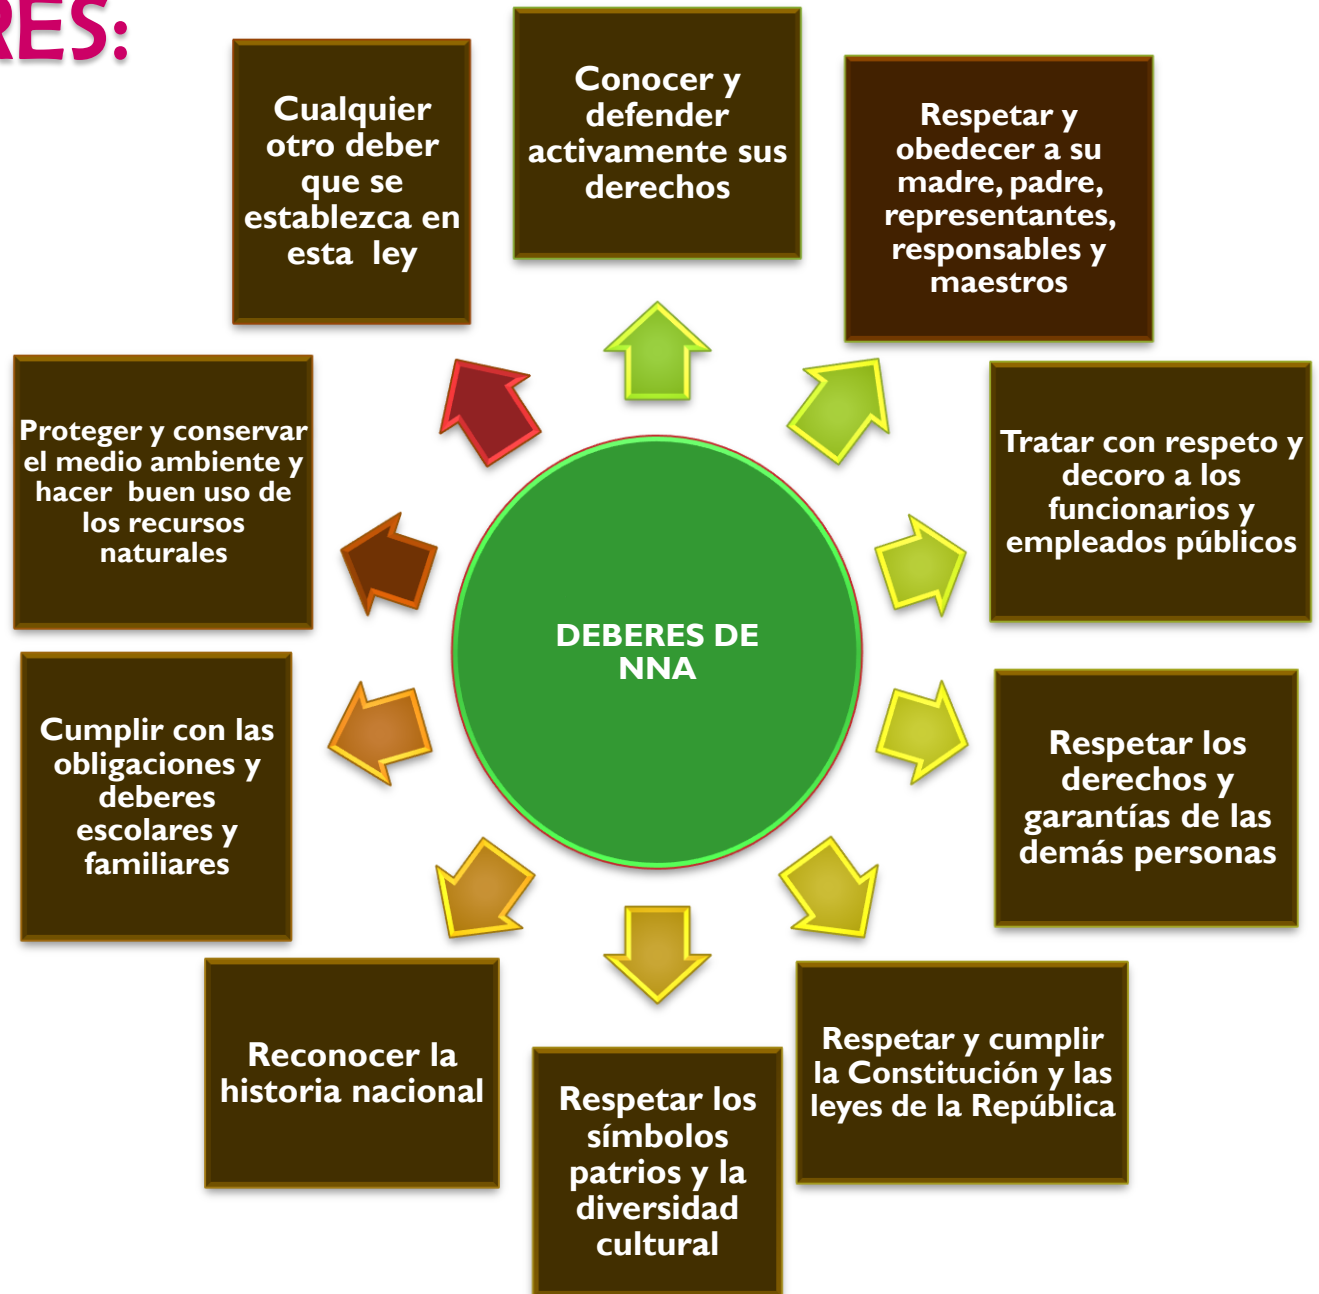 RES:
Conocer y
defender
activamente sus
derechos
Respetar y
obedecer a su
madre, padre,
representantes,
responsables y
maestros
Tratar con respeto y
decoro a los
funcionarios y
empleados públicos
Respetar los
derechos y
garantías de las
demás personas
Respetar y cumplir
la Constitución y las
leyes de la República
Respetar los
símbolos
patrios y la
diversidad
cultural
Reconocer la
historia nacional
Cumplir con las
obligaciones y
deberes
escolares y
familiares
Proteger y conservar
el medio ambiente y
hacer  buen uso de
los recursos
naturales
Cualquier
otro deber
que se
establezca en
esta  ley
DEBERES DE
NNA